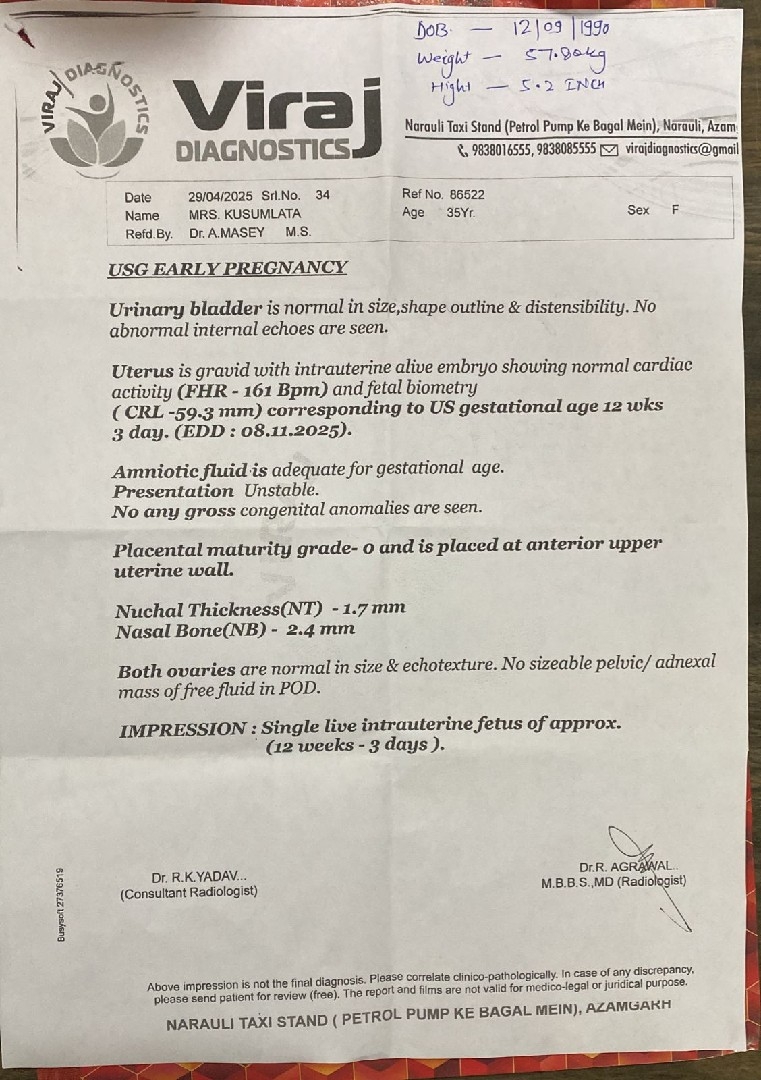 DOB - 12/09/1990
Weight - 57.80kg
Hight - 5.2 INCH
VIRAJ DIAGNOSTICS
Viraj
DIAGNOSTICS
Narauli Taxi Stand (Petrol Pump Ke Bagal Mein), Narauli, Azam
9838016555, 9838085555 virajdiagnostics@gmail
Date 29/04/2025 Srl.No. 34 Ref No. 86522
Name MRS. KUSUMLATA Age 35Yr. Sex F
Refd.By. Dr. A.MASEY M.S.
USG EARLY PREGNANCY
Urinary bladder is normal in size,shape outline & distensibility. No
abnormal internal echoes are seen.
Uterus is gravid with intrauterine alive embryo showing normal cardiac
activity (FHR - 161 Bpm) and fetal biometry
( CRL -59.3 mm) corresponding to US gestational age 12 wks
3 day. (EDD : 08.11.2025).
Amniotic fluid is adequate for gestational age.
Presentation Unstable.
No any gross congenital anomalies are seen.
Placental maturity grade- 0 and is placed at anterior upper
uterine wall.
Nuchal Thickness(NT) - 1.7 mm
Nasal Bone(NB) - 2.4 mm
Both ovaries are normal in size & echotexture. No sizeable pelvic/ adnexal
mass of free fluid in POD.
IMPRESSION : Single live intrauterine fetus of approx.
(12 weeks - 3 days ).
Dr. R.K.YADAV... Dr.R. AGRAWAL..
(Consultant Radiologist) M.B.B.S.,MD (Radiologist)
Busysoft 27376519
Above impression is not the final diagnosis. Please correlate clinico-pathologically. In case of any discrepancy,
please send patient for review (free). The report and films are not valid for medico-legal or juridical purpose.
NARAULI TAXI STAND ( PETROL PUMP KE BAGAL MEIN), AZAMGARH